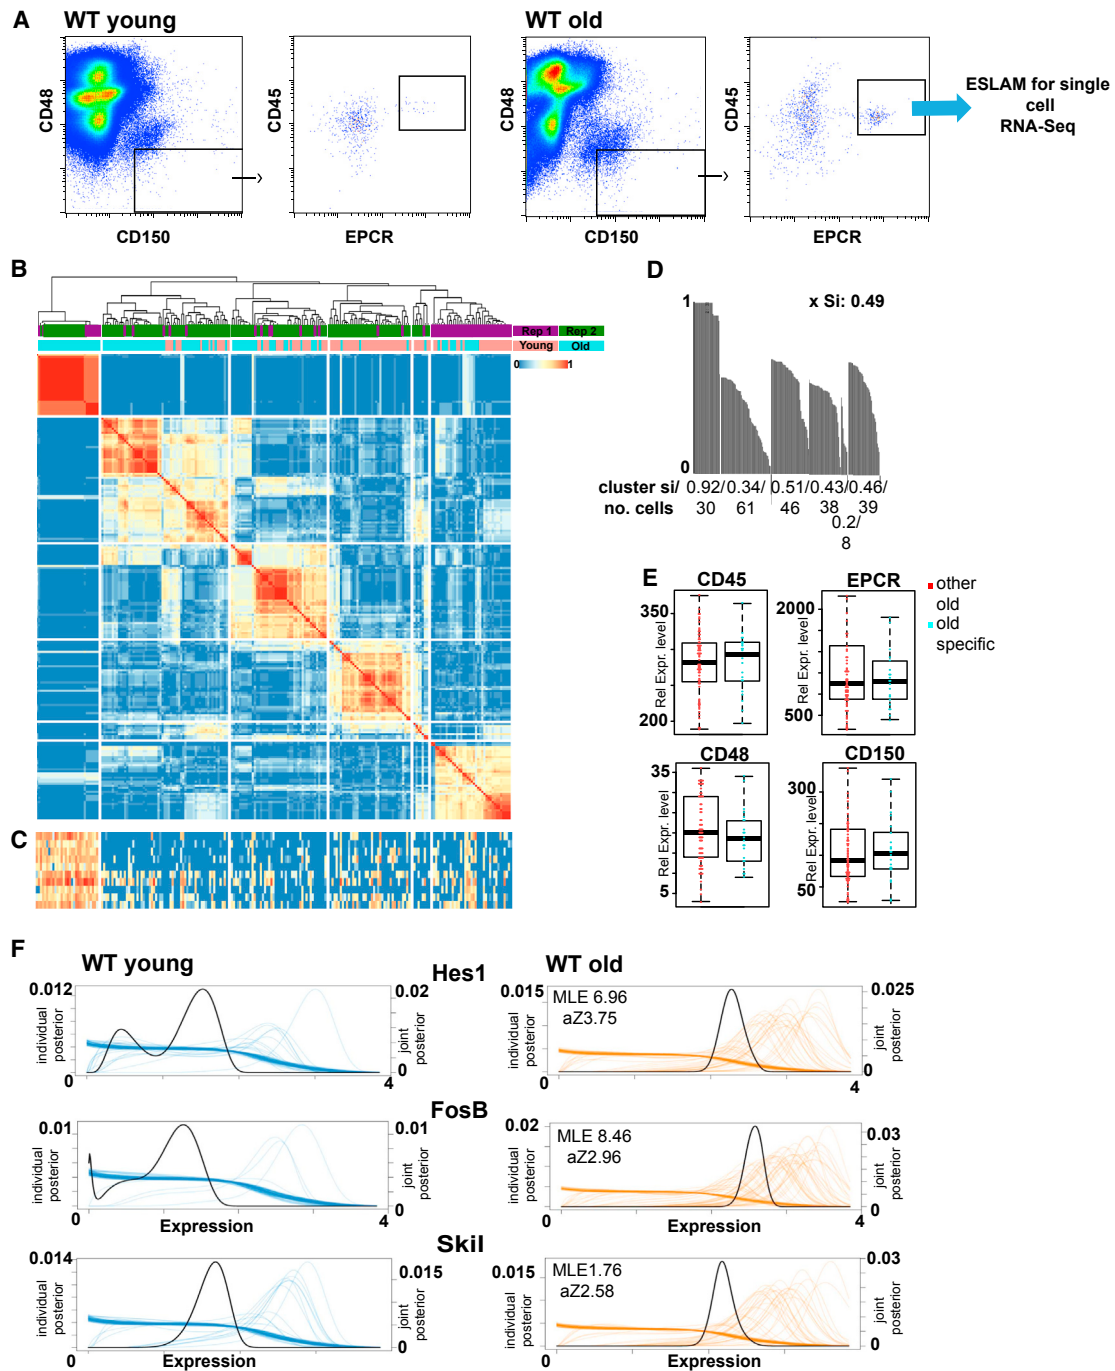 A
WT young
WT old
CD48
CD150
CD45
EPCR
CD48
CD150
CD45
EPCR
ESLAM for single
cell
RNA-Seq
B
Rep 1
Rep 2
Young
Old
0
1
C
D
1
x Si: 0.49
0
cluster si/
no. cells
0.92/
30
0.34/
61
0.51/
46
0.43/
38
0.2/
8
0.46/
39
E
CD45
350
200
Rel Expr. level
EPCR
2000
500
Rel Expr. level
other
old
old
specific
CD48
35
5
Rel Expr. level
CD150
300
50
Rel Expr. level
F
WT young
WT old
Hes1
0.012
individual
posterior
0.02
joint
posterior
0
0
4
0.015
individual
posterior
MLE 6.96
aZ3.75
0.025
joint
posterior
0
0
4
FosB
0.01
individual
posterior
0.01
joint
posterior
0
0
Expression
4
0.02
individual
posterior
MLE 8.46
aZ2.96
0.03
joint
posterior
0
0
Expression
4
Skil
0.014
individual
posterior
0.015
joint
posterior
0
0
Expression
4
0.015
individual
posterior
MLE1.76
aZ2.58
0.03
joint
posterior
0
0
Expression
4